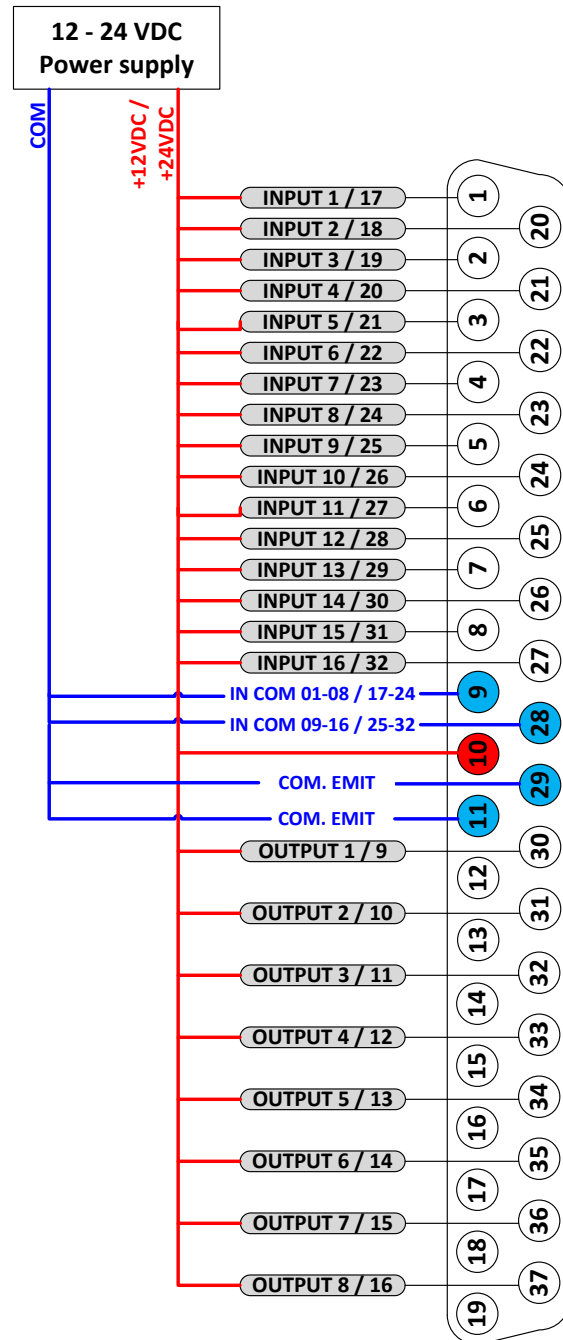 12 - 24 VDC
Power supply
COM
+12VDC /
+24VDC
INPUT 1 / 17
1
INPUT 2 / 18
20
INPUT 3 / 19
2
INPUT 4 / 20
21
INPUT 5 / 21
3
INPUT 6 / 22
22
INPUT 7 / 23
4
INPUT 8 / 24
23
INPUT 9 / 25
5
INPUT 10 / 26
24
INPUT 11 / 27
6
INPUT 12 / 28
25
INPUT 13 / 29
7
INPUT 14 / 30
26
INPUT 15 / 31
8
INPUT 16 / 32
27
IN COM 01-08 / 17-24
9
IN COM 09-16 / 25-32
28
10
COM. EMIT
29
COM. EMIT
11
OUTPUT 1 / 9
30
12
OUTPUT 2 / 10
31
13
OUTPUT 3 / 11
32
14
OUTPUT 4 / 12
33
15
OUTPUT 5 / 13
34
16
OUTPUT 6 / 14
35
17
OUTPUT 7 / 15
36
18
OUTPUT 8 / 16
37
19